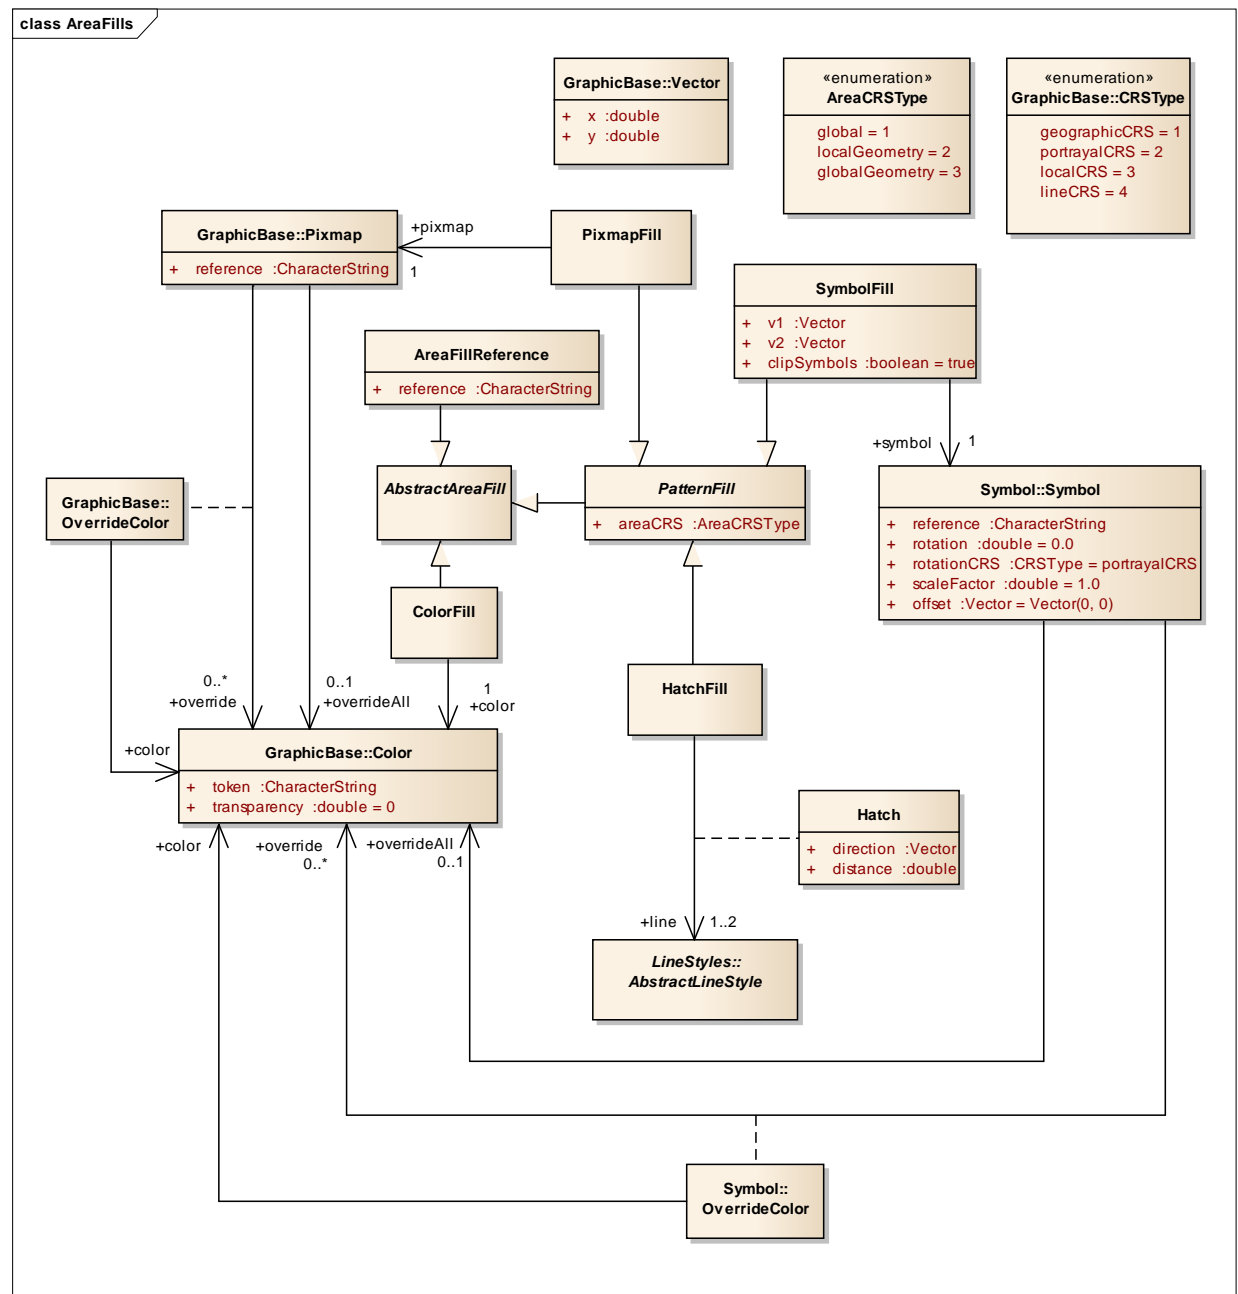 class AreaFills
GraphicBase::Vector
+ x :double
+ y :double
«enumeration»
AreaCRSType
global = 1
localGeometry = 2
globalGeometry = 3
«enumeration»
GraphicBase::CRSType
geographicCRS = 1
portrayalCRS = 2
localCRS = 3
lineCRS = 4
GraphicBase::Pixmap
+ reference :CharacterString
+pixmap
1
PixmapFill
SymbolFill
+ v1 :Vector
+ v2 :Vector
+ clipSymbols :boolean = true
AreaFillReference
+ reference :CharacterString
+symbol
1
GraphicBase::
OverrideColor
AbstractAreaFill
PatternFill
+ areaCRS :AreaCRSType
Symbol::Symbol
+ reference :CharacterString
+ rotation :double = 0.0
+ rotationCRS :CRSType = portrayalCRS
+ scaleFactor :double = 1.0
+ offset :Vector = Vector(0, 0)
ColorFill
HatchFill
0..*
+override
0..1
+overrideAll
1
+color
+color
GraphicBase::Color
+ token :CharacterString
+ transparency :double = 0
Hatch
+ direction :Vector
+ distance :double
+color
+override
0..*
+overrideAll
0..1
+line
1..2
LineStyles::
AbstractLineStyle
Symbol::
OverrideColor